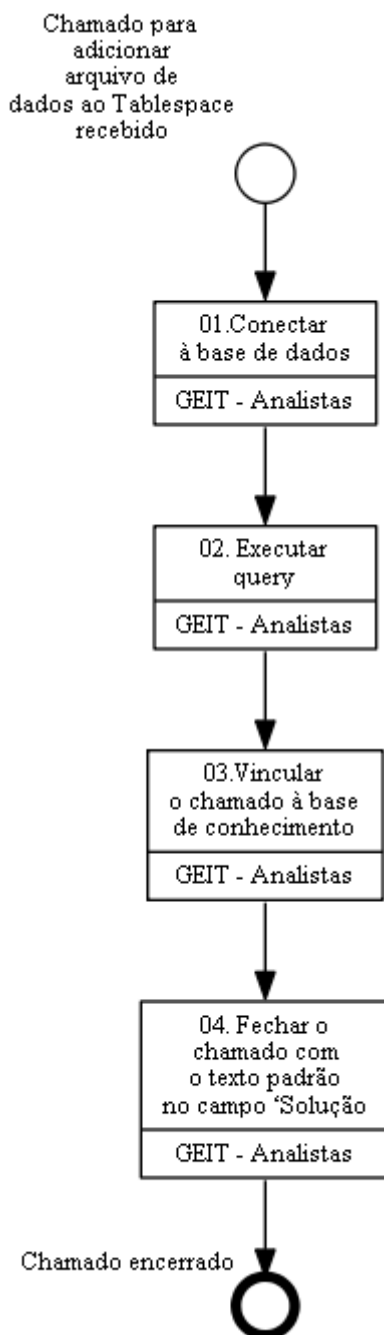 Chamado para
adicionar
arquivo de
dados ao Tablespace
recebido
01.Conectar
à base de dados
GEIT - Analistas
02. Executar
query
GEIT - Analistas
03.Vincular
o chamado à base
de conhecimento
GEIT - Analistas
04. Fechar o
chamado com
o texto padrão
no campo ‘Solução
GEIT - Analistas
Chamado encerrado